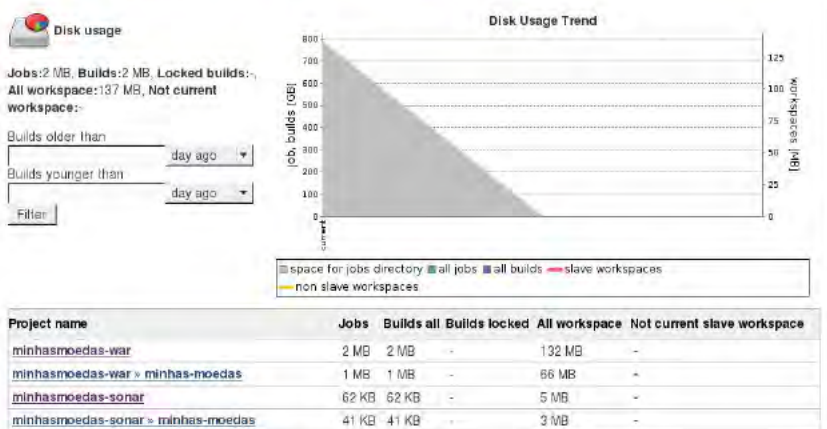 Disk usage
Jobs:2 MB, Builds:2 MB, Locked builds:-,
All workspace:137 MB, Not current
workspace:-
Builds older than
day ago
Builds younger than
day ago
Filter
Disk Usage Trend
job, builds [GB]
800
700
600
500
400
300
200
100
0
workspaces [MB]
125
100
75
50
25
0
current
space for jobs directory all jobs all builds slave workspaces
non slave workspaces
Project name Jobs Builds all Builds locked All workspace Not current slave workspace
minhasmoedas-war 2 MB 2 MB - 132 MB -
minhasmoedas-war » minhas-moedas 1 MB 1 MB - 66 MB -
minhasmoedas-sonar 62 KB 62 KB - 5 MB -
minhasmoedas-sonar » minhas-moedas 41 KB 41 KB - 3 MB -